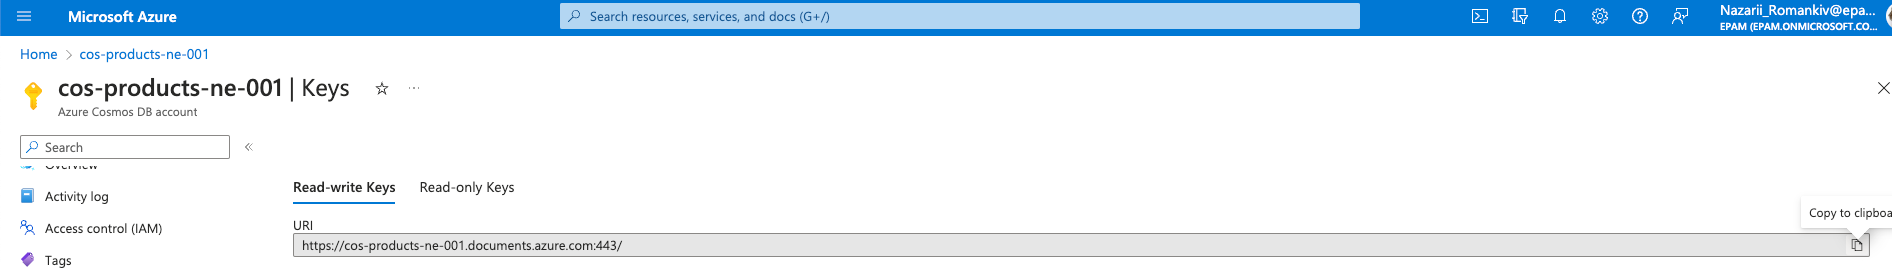 Microsoft Azure
Search resources, services, and docs (G+/)
Nazarii_Romankiv@epa...
EPAM (EPAM.ONMICROSOFT.CO...
Home > cos-products-ne-001
cos-products-ne-001 | Keys
Azure Cosmos DB account
Search
Overview
Activity log
Access control (IAM)
Tags
Read-write Keys
Read-only Keys
Copy to clipboa
URI
https://cos-products-ne-001.documents.azure.com:443/